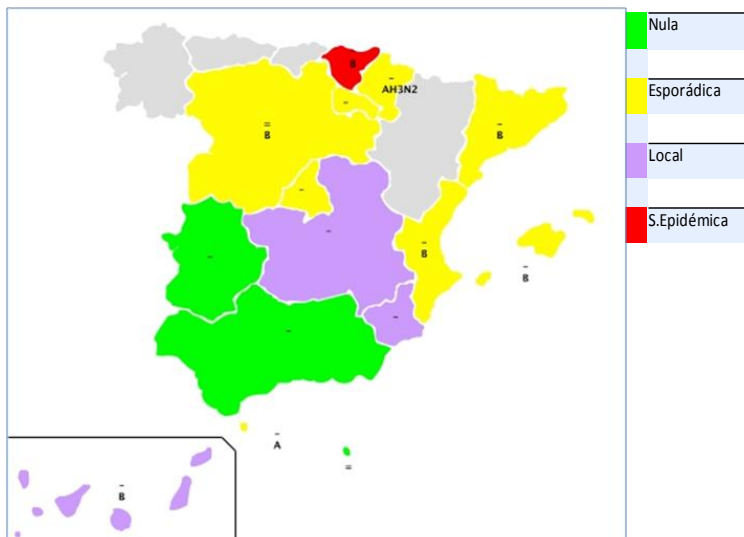 Nula
Esporádica
Local
S.Epidémica
B
–
AH3N2
–
=
B
–
B
–
–
–
B
–
–
B
–
–
–
A
=
–
B